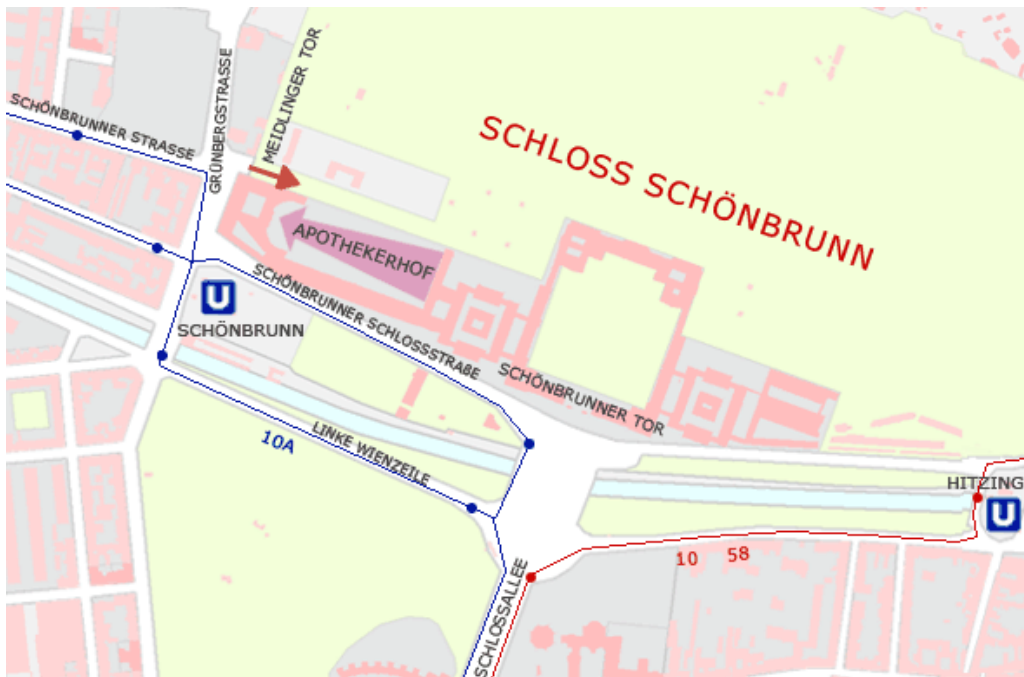 MEIDLINGER TOR
GRÜNBERGSTRASSE
SCHÖNBRUNNER STRASSE
SCHLOSS SCHÖNBRUNN
APOTHEKERHOF
SCHÖNBRUNNER SCHLOSSSTRAßE
U
SCHÖNBRUNN
SCHÖNBRUNNER TOR
10A
LINKE WIENZEILE
HITZING
U
10 58
SCHLOSSALLEE